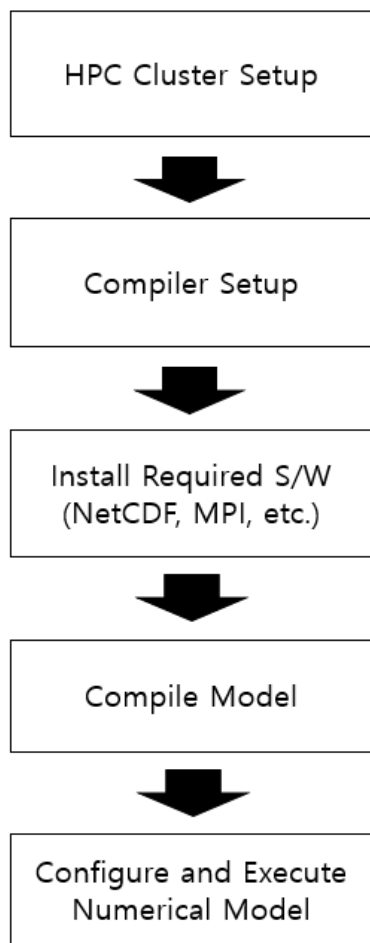 HPC Cluster Setup
Compiler Setup
Install Required S/W
(NetCDF, MPI, etc.)
Compile Model
Configure and Execute
Numerical Model